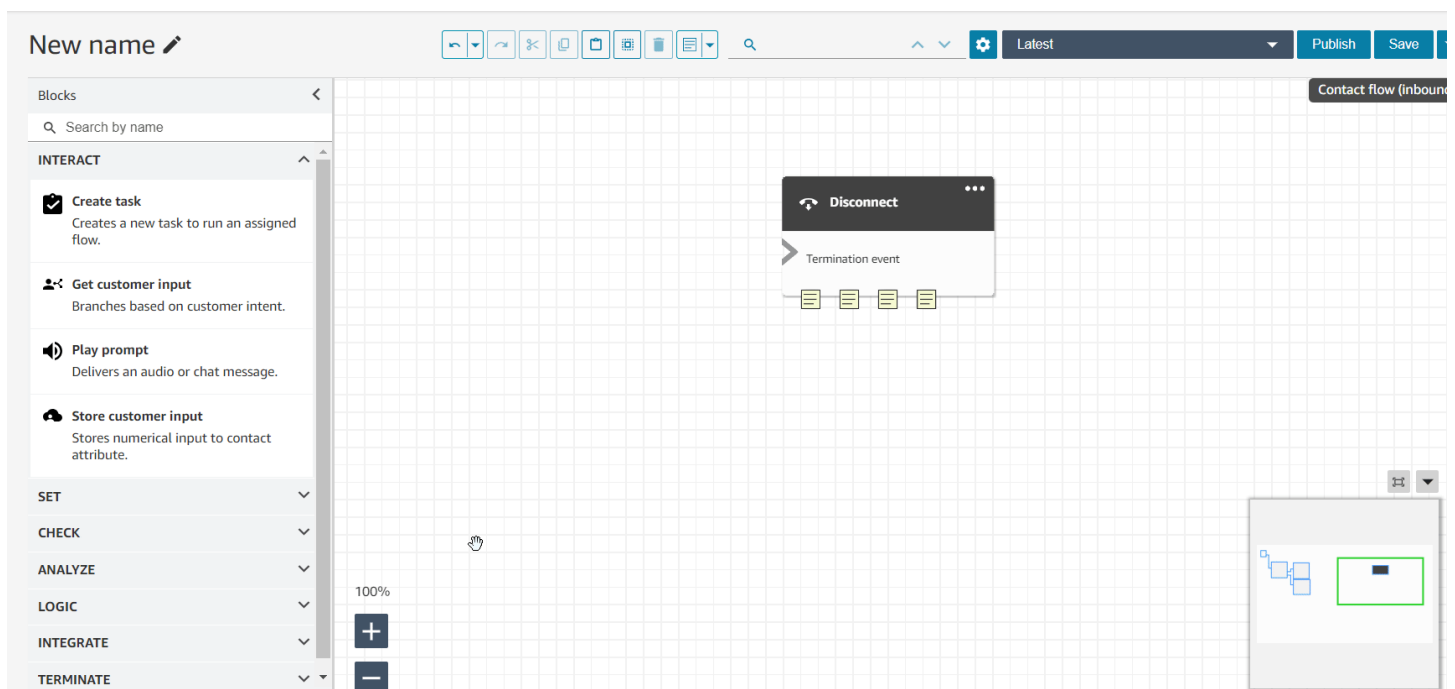 New name
Latest
Publish
Save
Blocks
Contact flow (inbound
Search by name
INTERACT
Create task
Creates a new task to run an assigned
flow.
Disconnect
Termination event
Get customer input
Branches based on customer intent.
Play prompt
Delivers an audio or chat message.
Store customer input
Stores numerical input to contact
attribute.
SET
CHECK
ANALYZE
LOGIC
INTEGRATE
TERMINATE
100%